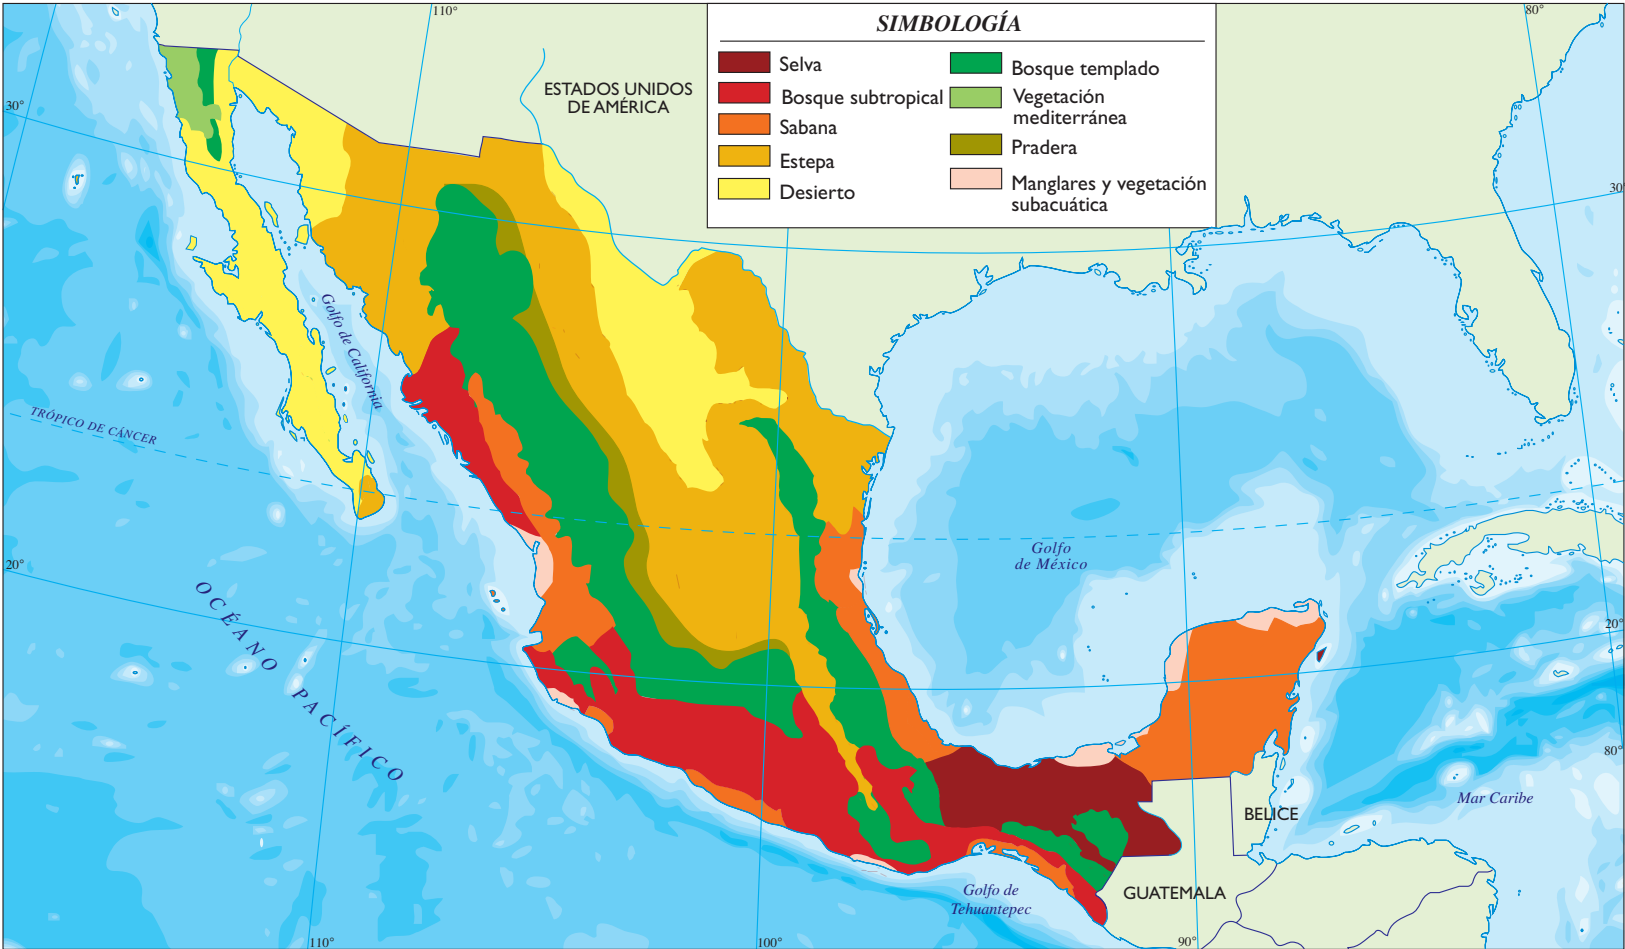 110°
80°
SIMBOLOGÍA
Selva
Bosque subtropical
Sabana
Estepa
Desierto
Bosque templado
Vegetación
mediterránea
Pradera
Manglares y vegetación
subacuática
ESTADOS UNIDOS
DE AMÉRICA
30°
30°
Golfo de California
TRÓPICO DE CÁNCER
Golfo
de México
20°
20°
OCÉANO PACÍFICO
80°
Mar Caribe
BELICE
GUATEMALA
Golfo de
Tehuantepec
110°
100°
90°